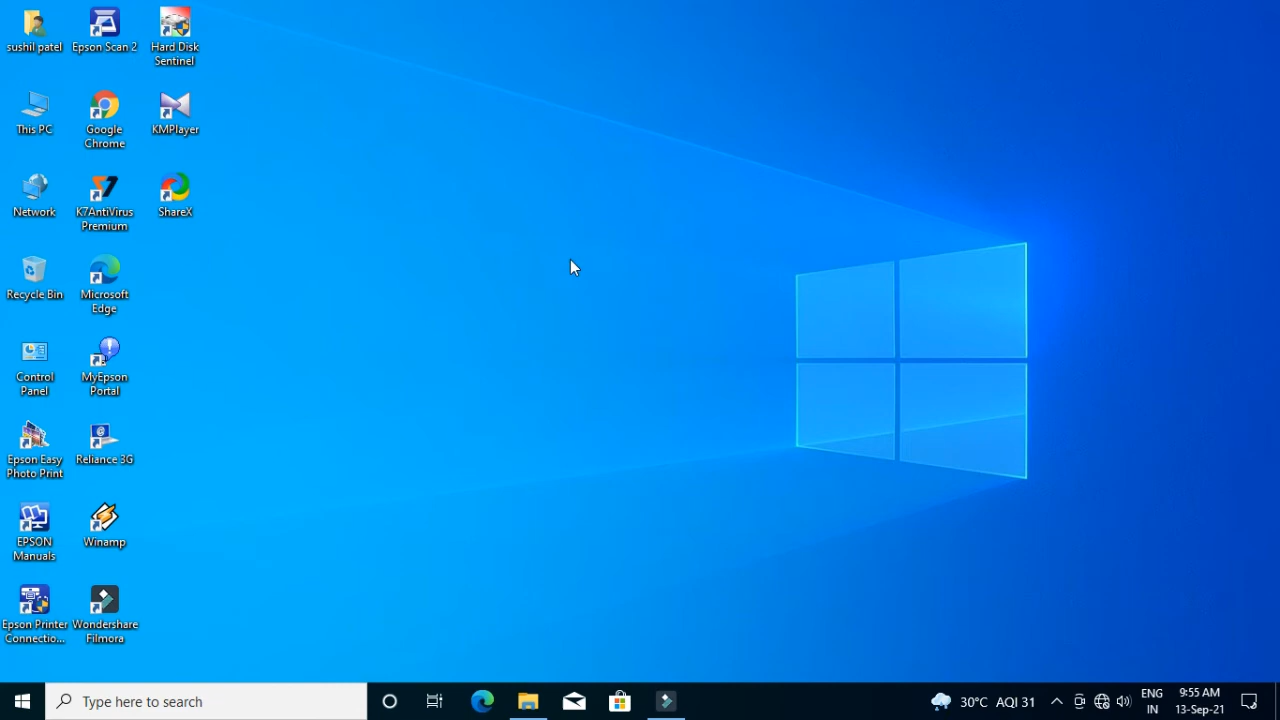 sushil patel
Epson Scan 2
Hard Disk
Sentinel
This PC
Google
Chrome
KMPlayer
Network
K7AntiVirus
Premium
ShareX
Recycle Bin
Microsoft
Edge
Control
Panel
MyEpson
Portal
Epson Easy
Photo Print
Reliance 3G
EPSON
Manuals
Winamp
Epson Printer
Connectio...
Wondershare
Filmora
Type here to search
30°C AQI 31
ENG
IN
9:55 AM
13-Sep-21